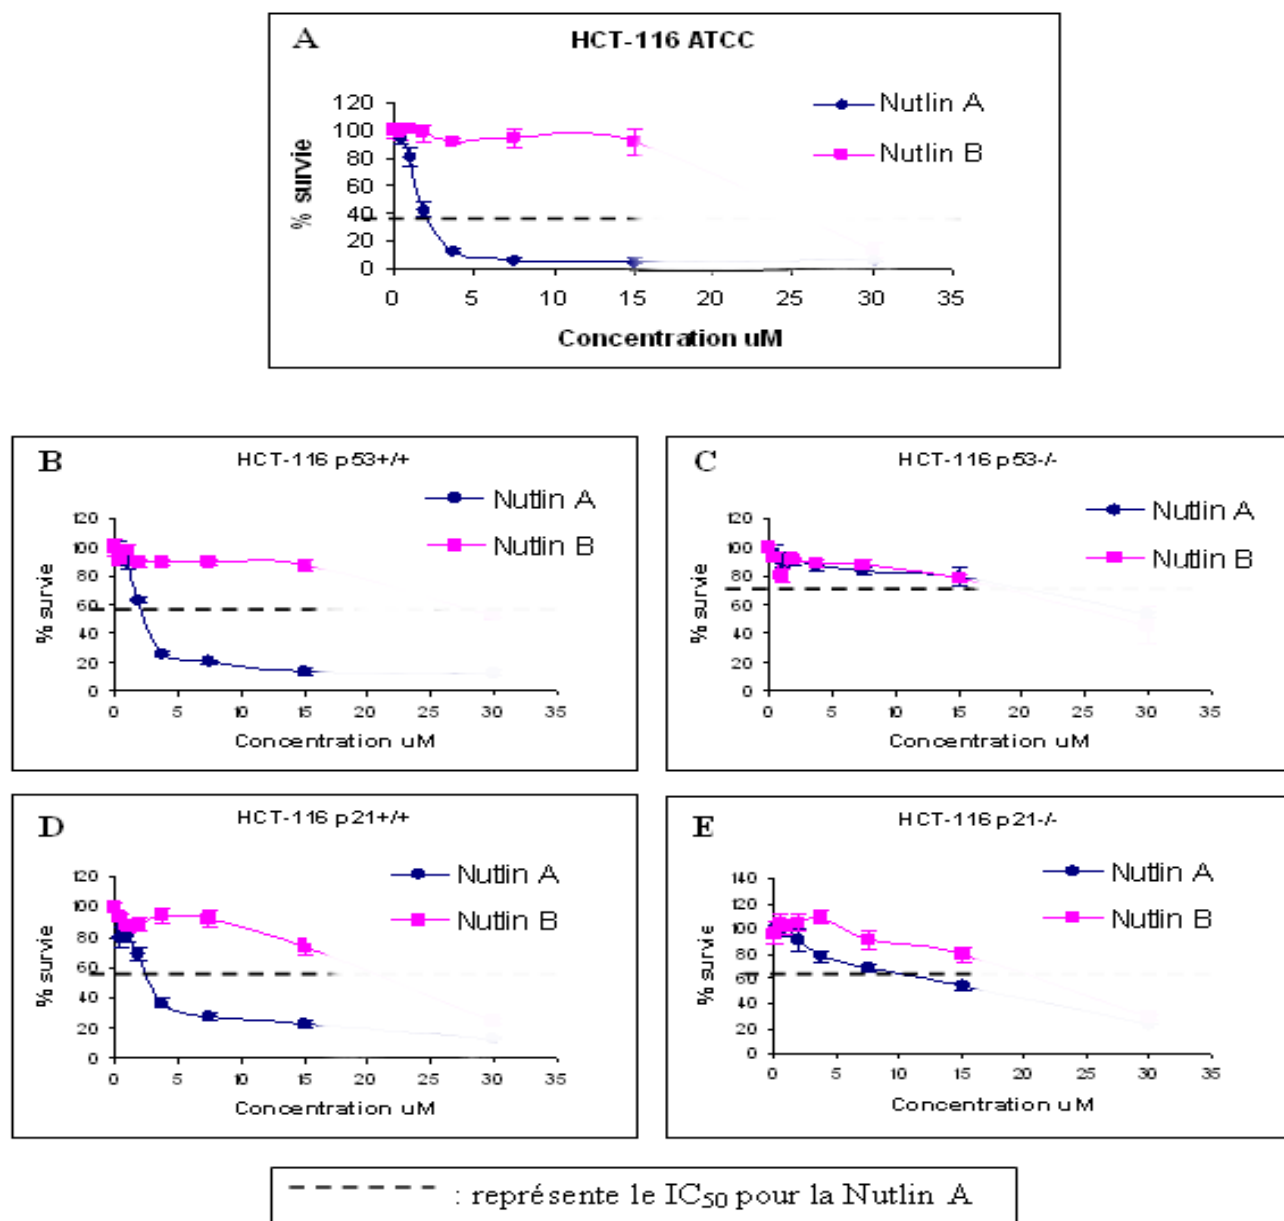 A
HCT-116 ATCC
Nutlin A
Nutlin B
% survie
120
100
80
60
40
20
0
0 5 10 15 20 25 30 35
Concentration uM
B
HCT-116 p53+/+
Nutlin A
Nutlin B
% survie
120
100
80
60
40
20
0
0 5 10 15 20 25 30 35
Concentration uM
C
HCT-116 p53-/-
Nutlin A
Nutlin B
% survie
120
100
80
60
40
20
0
0 5 10 15 20 25 30 35
Concentration uM
D
HCT-116 p21+/+
Nutlin A
Nutlin B
% survie
120
100
80
60
40
20
0
0 5 10 15 20 25 30 35
Concentration uM
E
HCT-116 p21-/-
Nutlin A
Nutlin B
% survie
140
120
100
80
60
40
20
0
0 5 10 15 20 25 30 35
Concentration uM
: représente le IC50 pour la Nutlin A